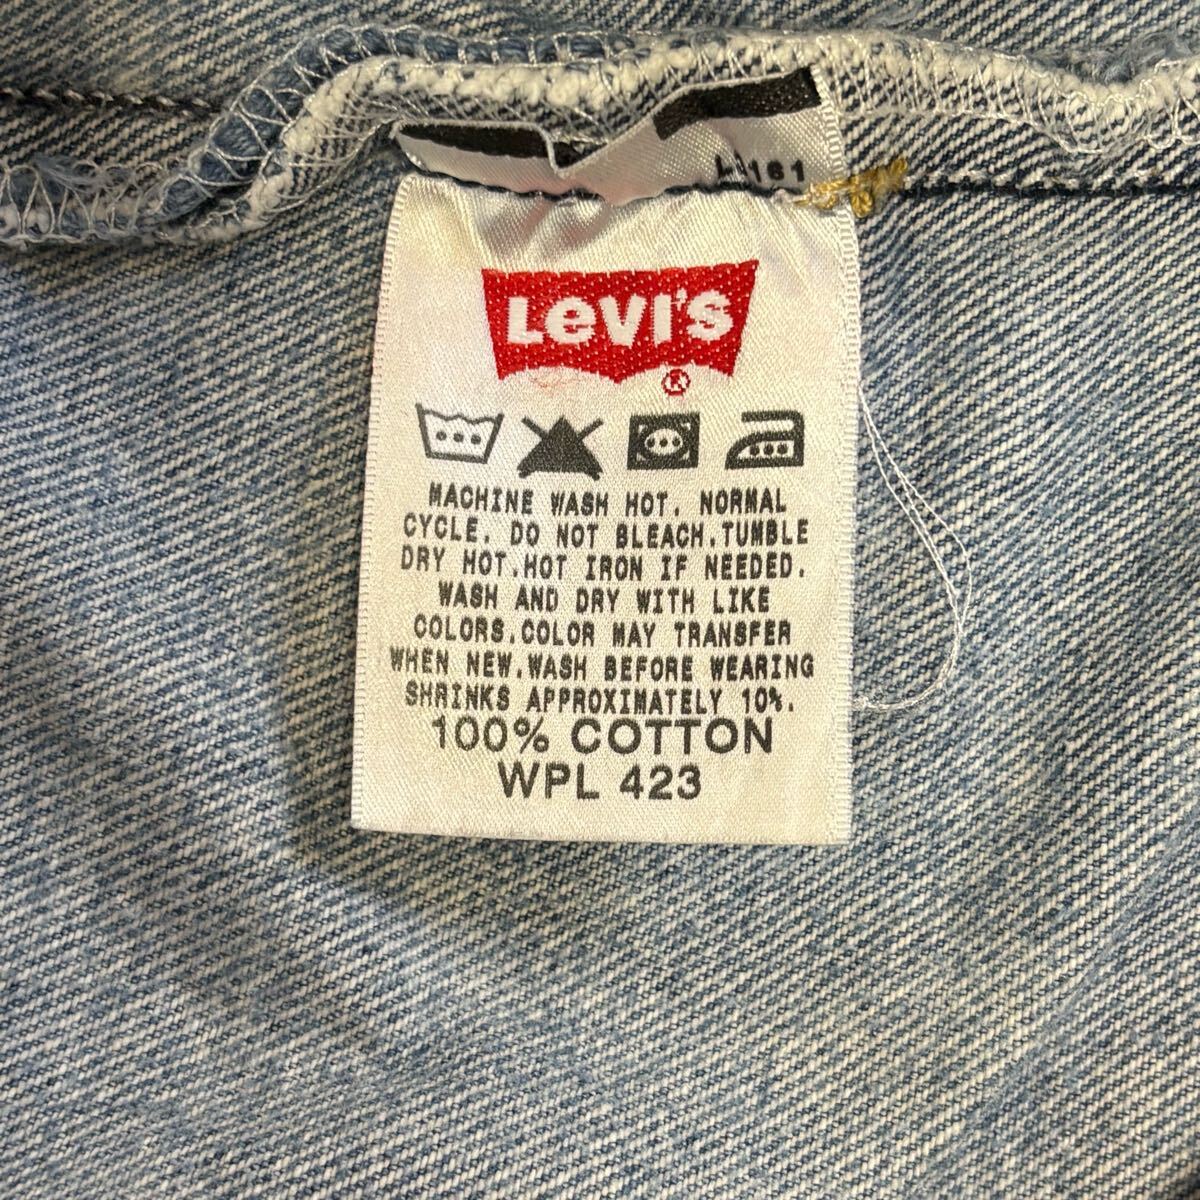 Levi's
®
MACHINE WASH HOT. NORMAL
CYCLE. DO NOT BLEACH.TUMBLE
DRY HOT.HOT IRON IF NEEDED.
WASH AND DRY WITH LIKE
COLORS.COLOR MAY TRANSFER
WHEN NEW.WASH BEFORE WEARING
SHRINKS APPROXIMATELY 10%.
100% COTTON
WPL 423